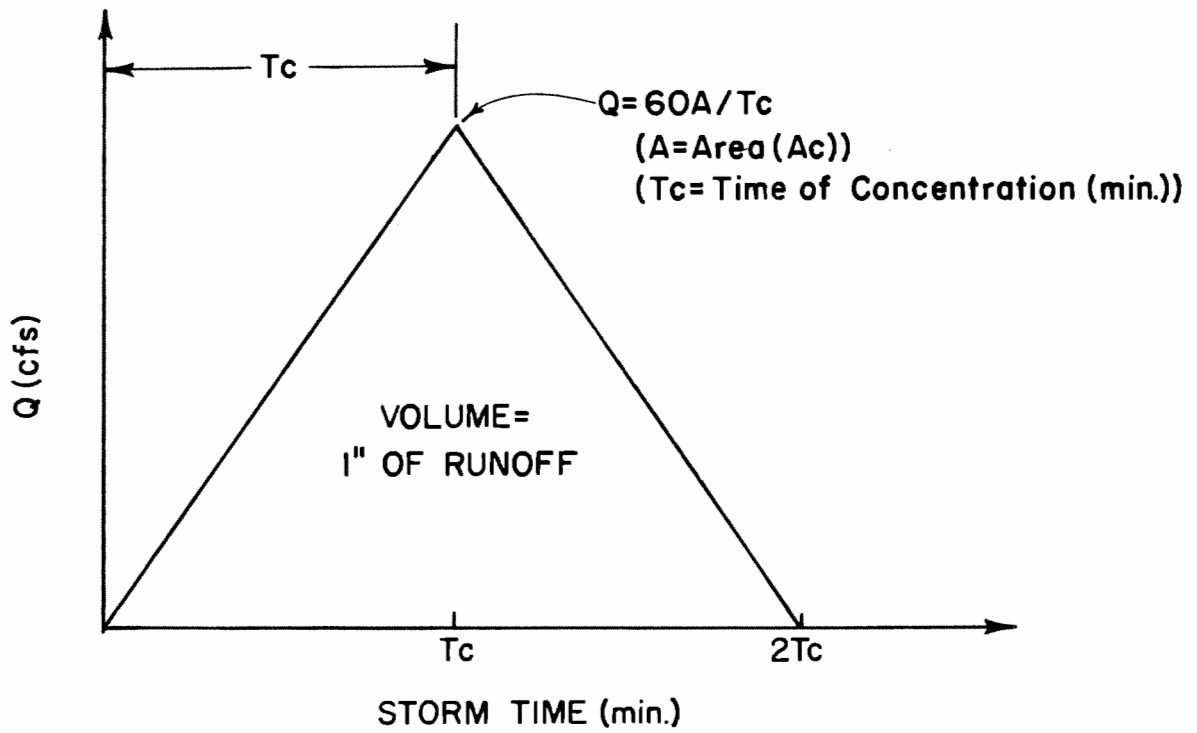 Tc
Q=60A/Tc
(A=Area(Ac))
(Tc=Time of Concentration (min.))
Q (cfs)
VOLUME=
1" OF RUNOFF
Tc
2Tc
STORM TIME (min.)